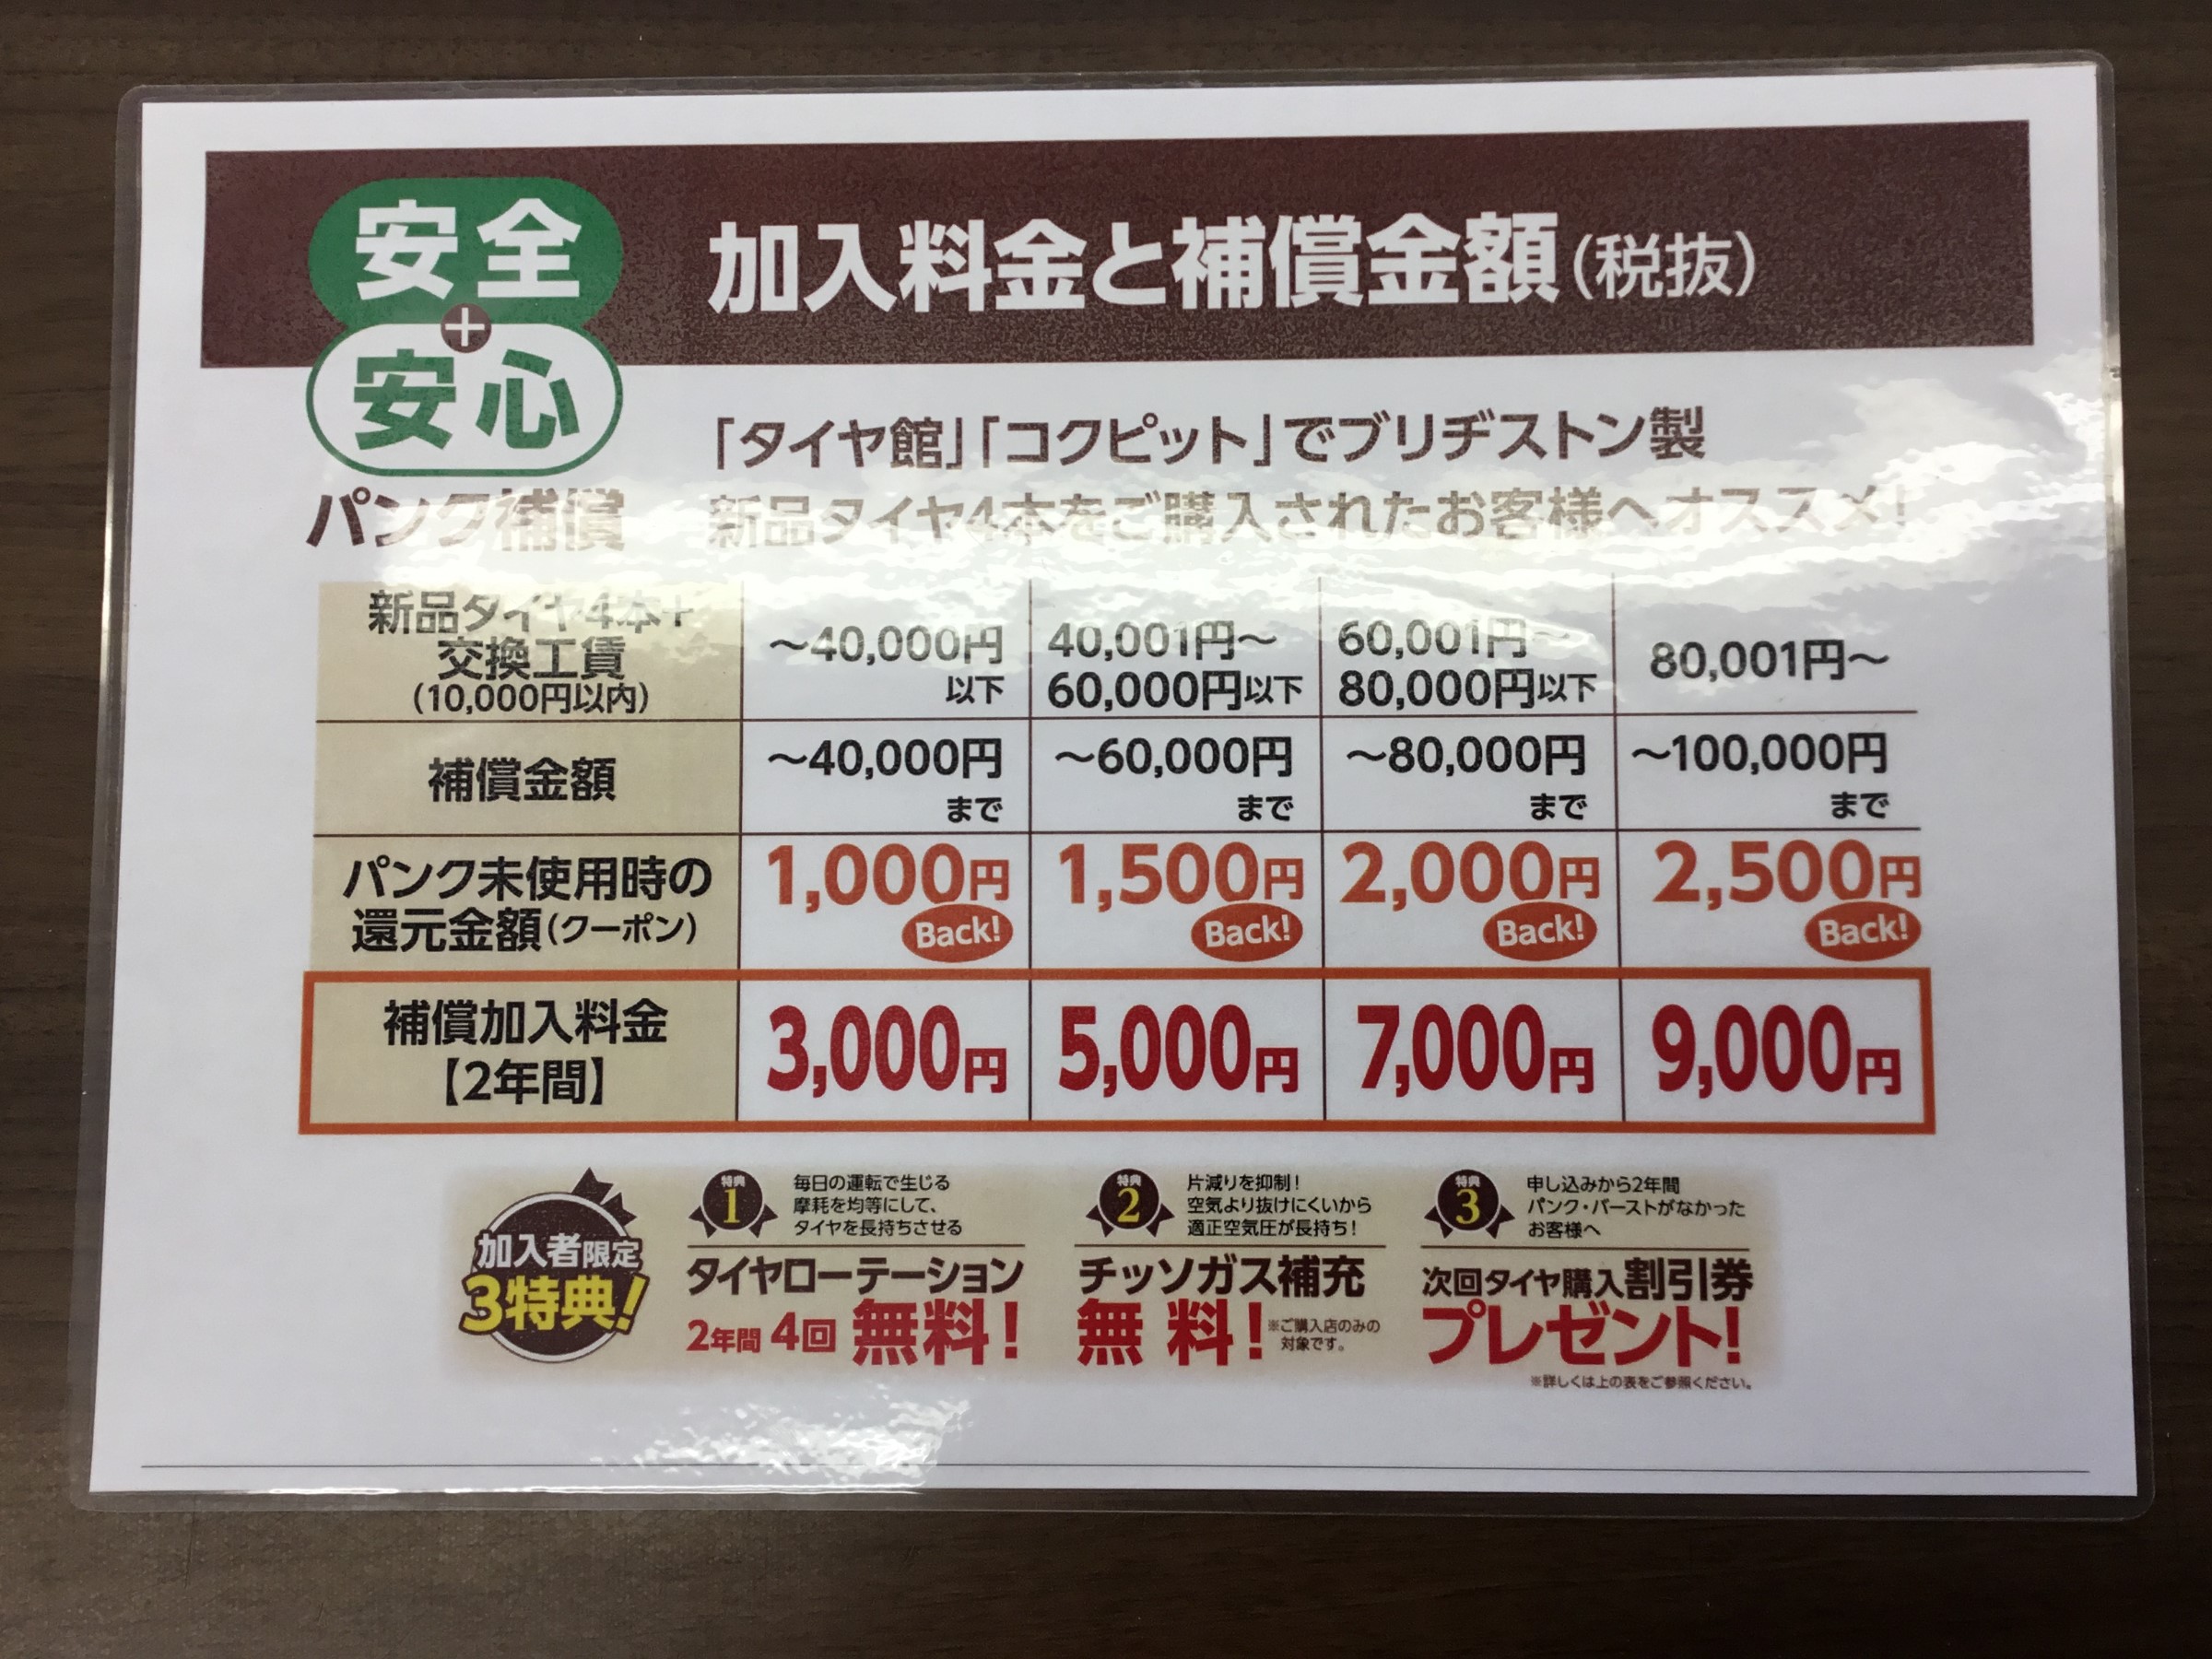 安全
+
安心
パンク補償
加入料金と補償金額(税抜)
「タイヤ館」「コクピット」でブリヂストン製
新品タイヤ4本をご購入されたお客様へオススメ!
新品タイヤ4本+
交換工賃
(10,000円以内)
～40,000円
以下
40,001円～
60,000円以下
60,001円～
80,000円以下
80,001円～
補償金額
～40,000円
まで
～60,000円
まで
～80,000円
まで
～100,000円
まで
パンク未使用時の
還元金額(クーポン)
1,000円
Back!
1,500円
Back!
2,000円
Back!
2,500円
Back!
補償加入料金
【2年間】
3,000円
5,000円
7,000円
9,000円
加入者限定
3特典!
特典
1
毎日の運転で生じる
摩耗を均等にして、
タイヤを長持ちさせる
タイヤローテーション
2年間4回 無料!
特典
2
片減りを抑制!
空気より抜けにくいから
適正空気圧が長持ち!
チッソガス補充
無料!
※ご購入店のみの
対象です。
特典
3
申し込みから2年間
パンク・バーストがなかった
お客様へ
次回タイヤ購入割引券
プレゼント!
※詳しくは上の表をご参照ください。